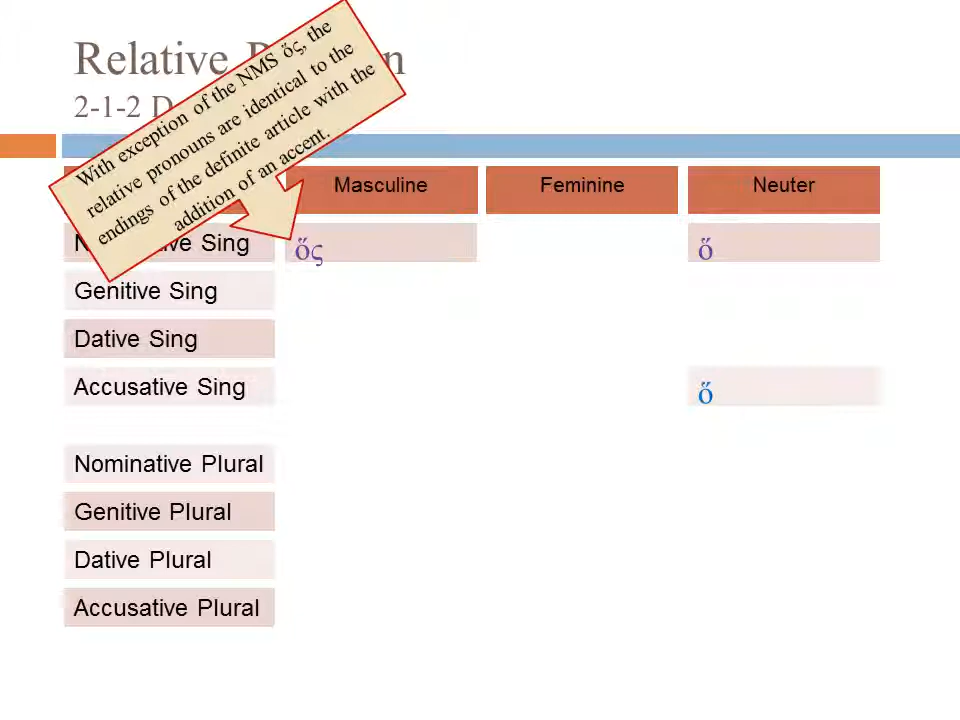 Relative P n
2-1-2 D
With exception of the NMS ὅς, the
relative pronouns are identical to the
endings of the definite article with the
addition of an accent.
Masculine Feminine Neuter
Sing ὅς ὅ
Genitive Sing
Dative Sing
Accusative Sing ὅ
Nominative Plural
Genitive Plural
Dative Plural
Accusative Plural